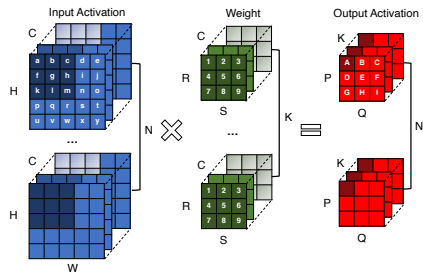 Input Activation
Weight
Output Activation
C
C
K
a b c d e
f g h i j
k l m n o
p q r s t
u v w x y
H
1 2 3
4 5 6
7 8 9
R
S
A B C
D E F
G H I
P
Q
N
K
N
...
...
C
C
K
H
W
1 2 3
4 5 6
7 8 9
R
S
P
Q